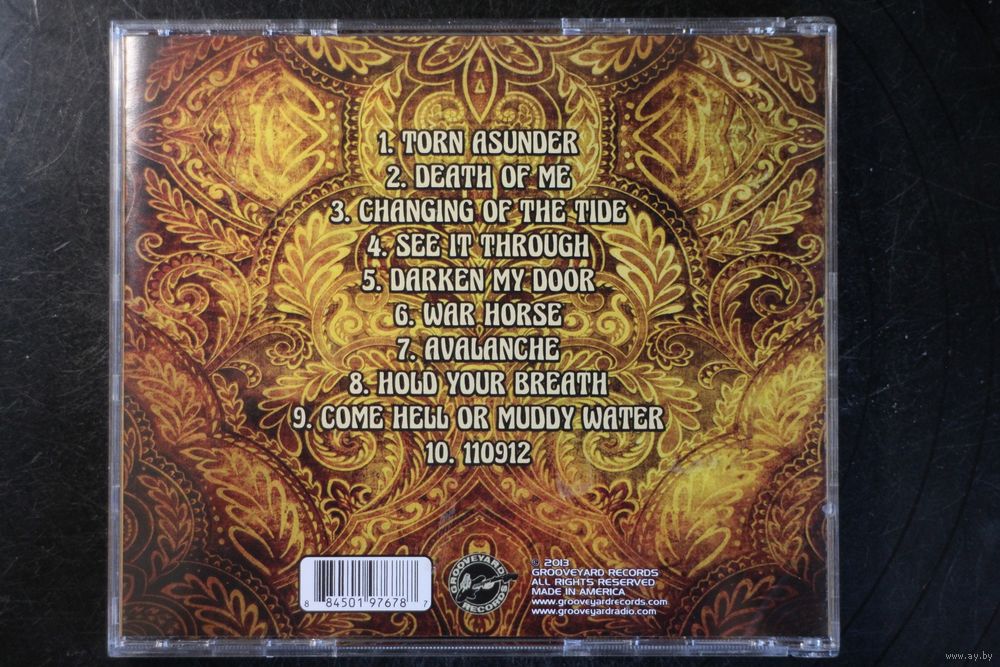 1. TORN ASUNDER
2. DEATH OF ME
3. CHANGING OF THE TIDE
4. SEE IT THROUGH
5. DARKEN MY DOOR
6. WAR HORSE
7. AVALANCHE
8. HOLD YOUR BREATH
9. COME HELL OR MUDDY WATER
10. 110912
8 84501 97678 7
GROOVEYARD RECORDS
© 2013
GROOVEYARD RECORDS
ALL RIGHTS RESERVED
MADE IN AMERICA
www.grooveyardrecords.com
www.grooveyardradio.com
www.ay.by